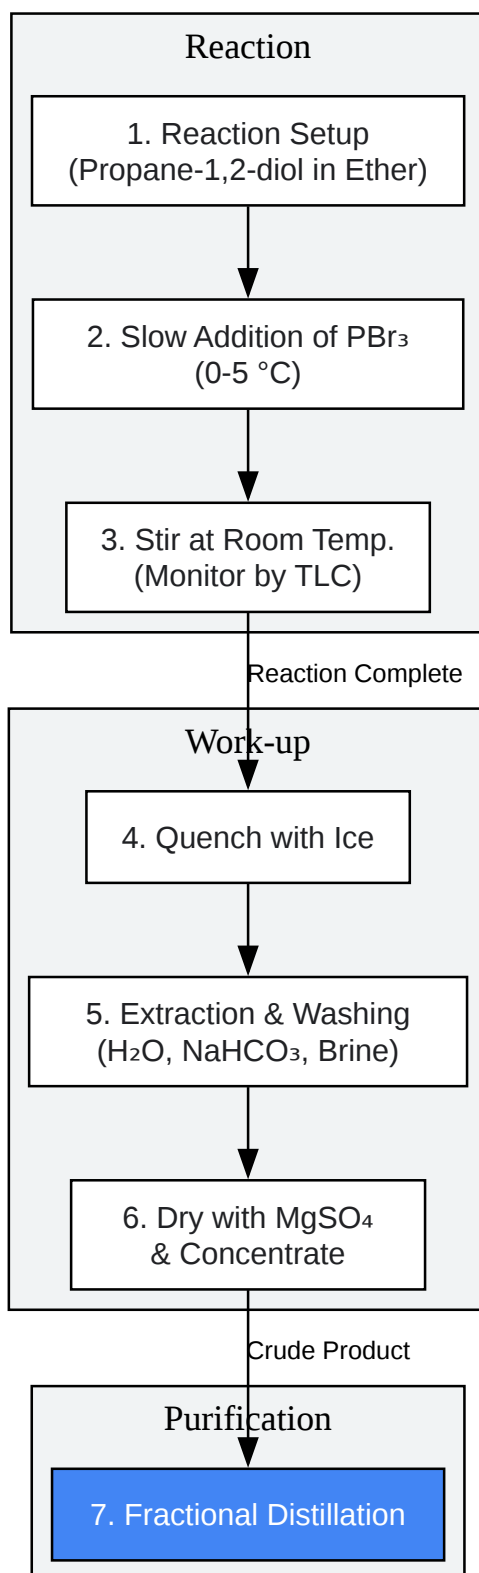 Reaction
1. Reaction Setup
(Propane-1,2-diol in Ether)
2. Slow Addition of PBr₃
(0-5 °C)
3. Stir at Room Temp.
(Monitor by TLC)
Reaction Complete
Work-up
4. Quench with Ice
5. Extraction & Washing
(H₂O, NaHCO₃, Brine)
6. Dry with MgSO₄
& Concentrate
Crude Product
Purification
7. Fractional Distillation